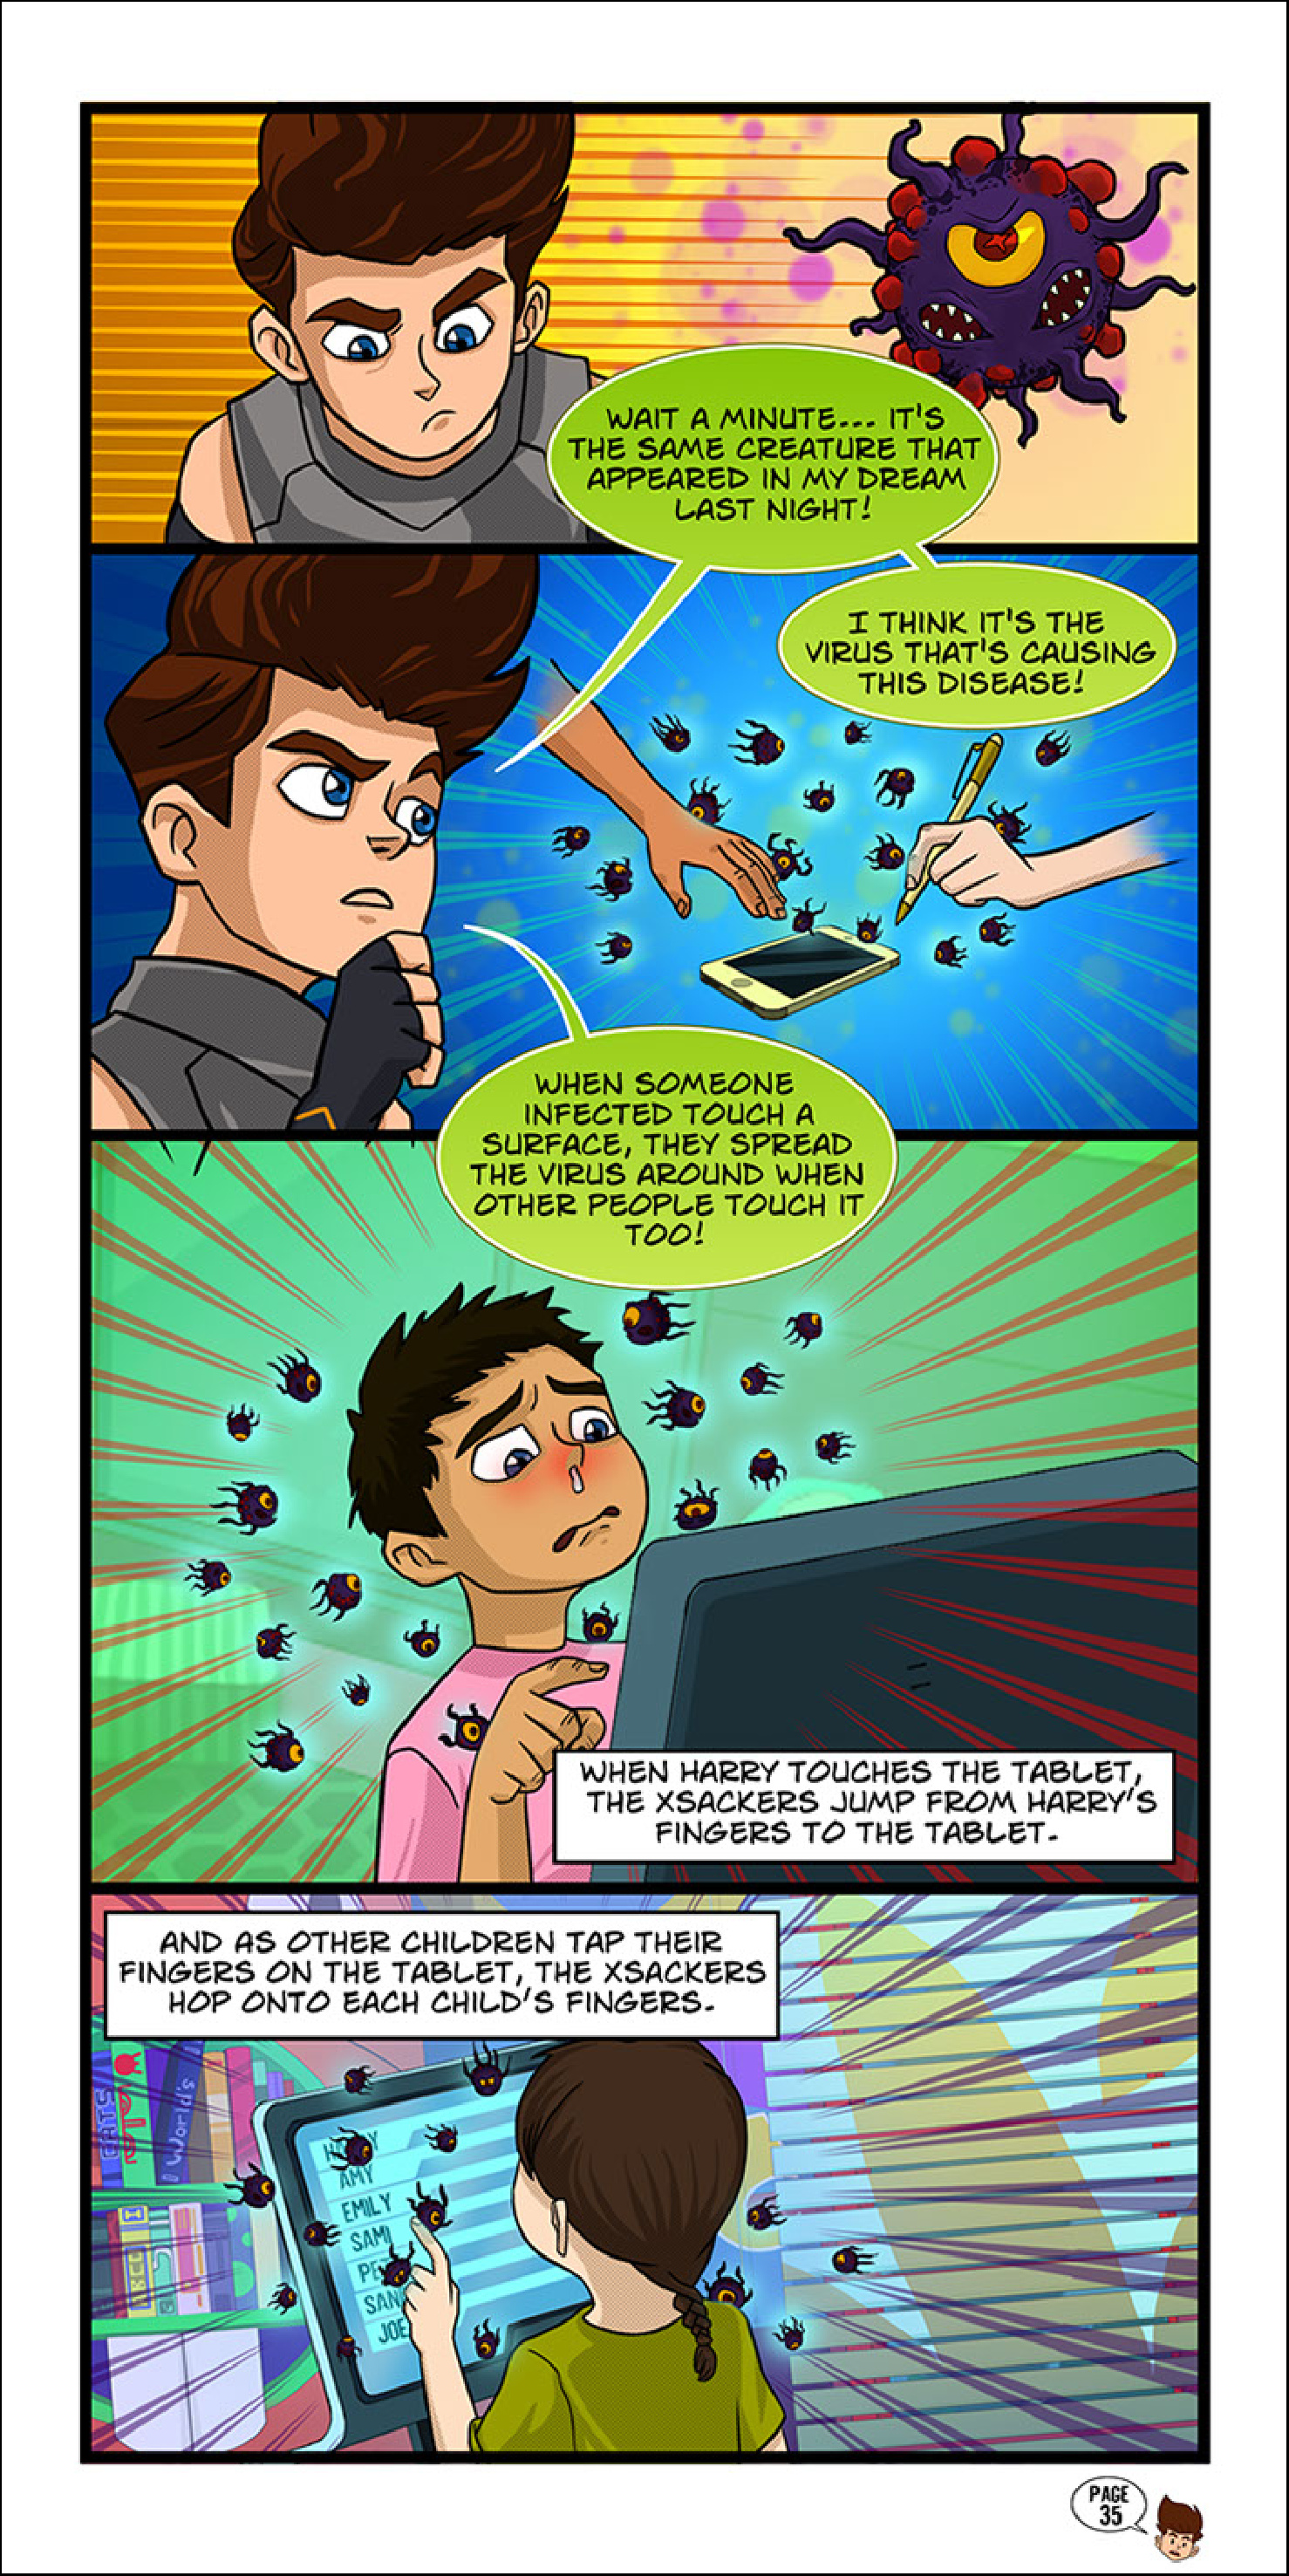 WAIT A MINUTE... IT'S
THE SAME CREATURE THAT
APPEARED IN MY DREAM
LAST NIGHT!
I THINK IT'S THE
VIRUS THAT'S CAUSING
THIS DISEASE!
WHEN SOMEONE
INFECTED TOUCH A
SURFACE, THEY SPREAD
THE VIRUS AROUND WHEN
OTHER PEOPLE TOUCH IT
TOO!
WHEN HARRY TOUCHES THE TABLET,
THE XSACKERS JUMP FROM HARRY'S
FINGERS TO THE TABLET.
AND AS OTHER CHILDREN TAP THEIR
FINGERS ON THE TABLET, THE XSACKERS
HOP ONTO EACH CHILD'S FINGERS.
CATS
World's
AMY
EMILY
SAMI
JOE
PAGE
35